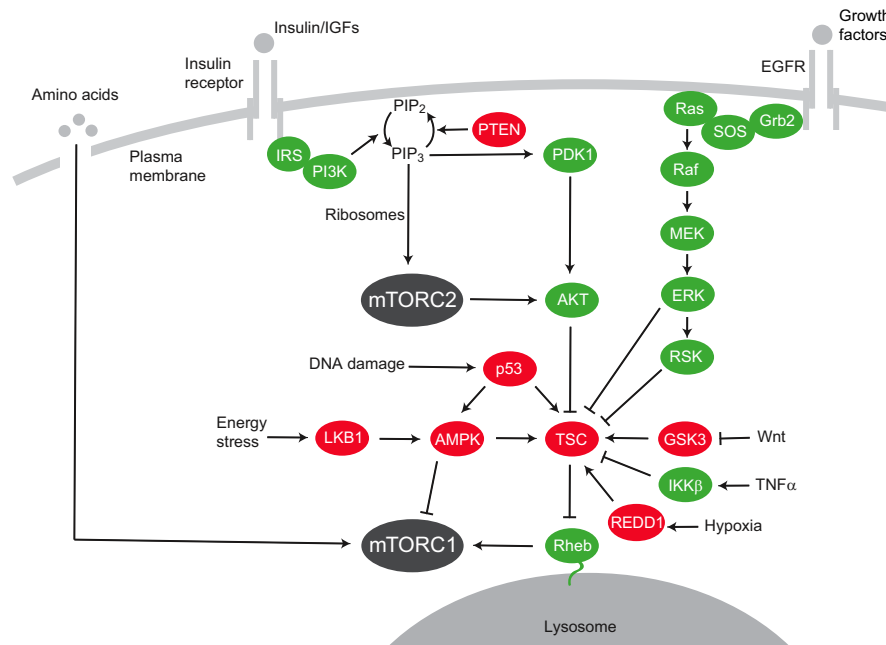 Growth
factors
Insulin/IGFs
Insulin
receptor
EGFR
Amino acids
PIP2
Ras
SOS
Grb2
PTEN
Plasma
membrane
IRS
PI3K
PIP3
PDK1
Raf
Ribosomes
MEK
mTORC2
AKT
ERK
RSK
DNA damage
p53
Energy
stress
LKB1
AMPK
TSC
GSK3
Wnt
IKKβ
TNFα
REDD1
Hypoxia
mTORC1
Rheb
Lysosome